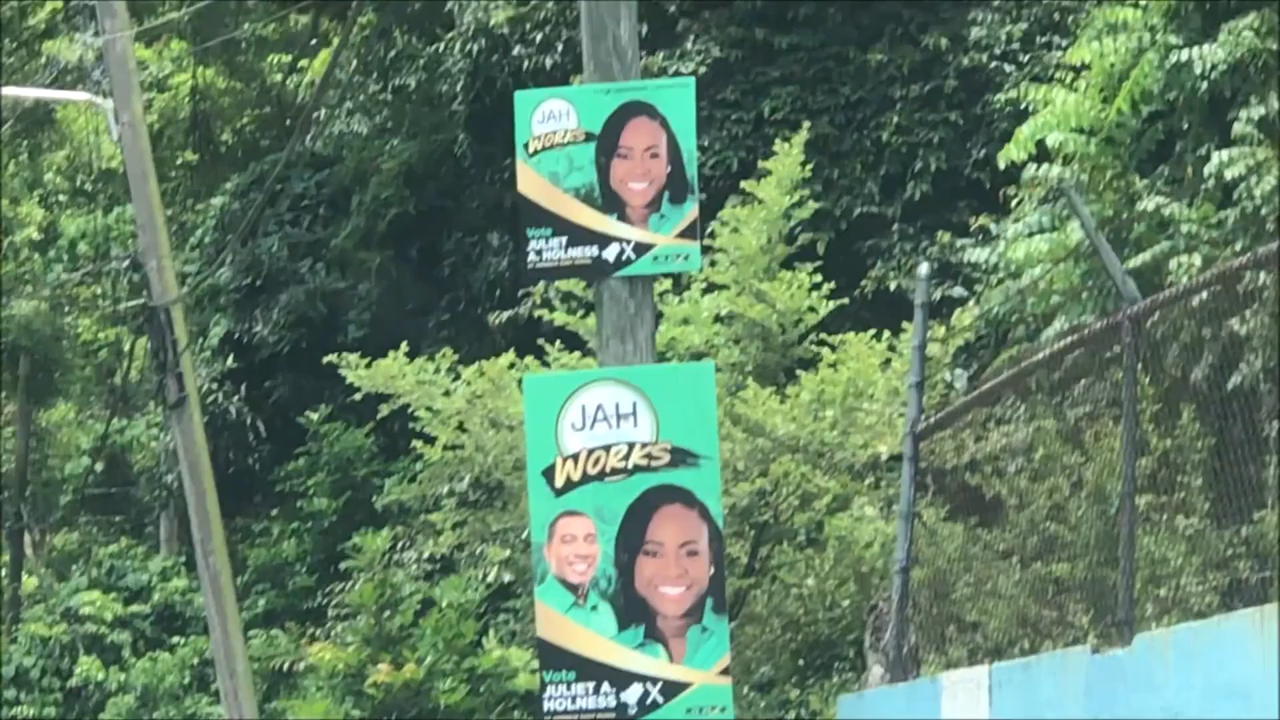 JAH
WORKS
Vote
JULIET
A. HOLNESS
X
JAH
WORKS
Vote
JULIET A.
HOLNESS
X